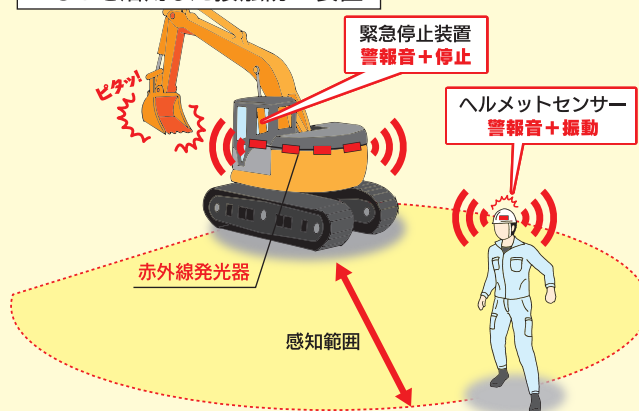 緊急停止装置
警報音＋停止
ピタッ!
ヘルメットセンサー
警報音＋振動
赤外線発光器
感知範囲